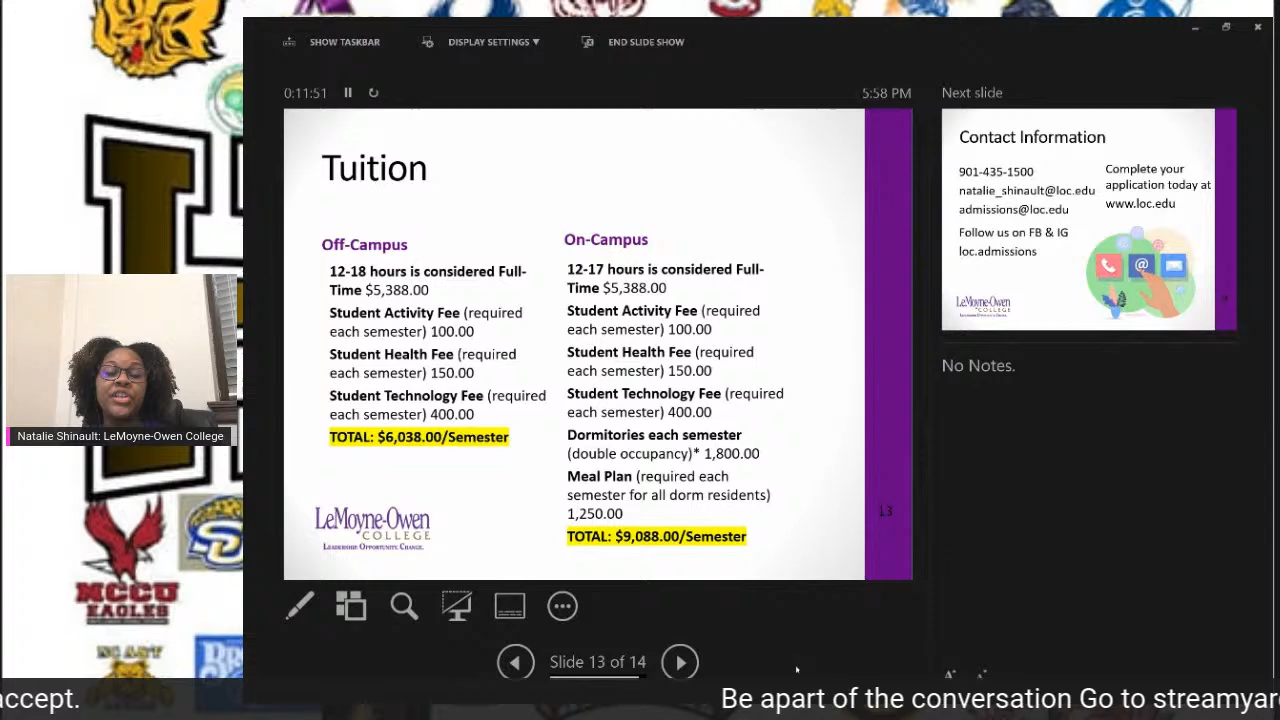 SHOW TASKBAR
DISPLAY SETTINGS ▼
END SLIDE SHOW
0:11:51
5:58 PM
Next slide
Tuition
Off-Campus
12-18 hours is considered Full-
Time $5,388.00
Student Activity Fee (required
each semester) 100.00
Student Health Fee (required
each semester) 150.00
Student Technology Fee (required
each semester) 400.00
TOTAL: $6,038.00/Semester
LeMoyne-Owen
COLLEGE
Leadership. Opportunity. Change.
On-Campus
12-17 hours is considered Full-
Time $5,388.00
Student Activity Fee (required
each semester) 100.00
Student Health Fee (required
each semester) 150.00
Student Technology Fee (required
each semester) 400.00
Dormitories each semester
(double occupancy)* 1,800.00
Meal Plan (required each
semester for all dorm residents)
1,250.00
TOTAL: $9,088.00/Semester
13
Contact Information
901-435-1500
natalie_shinault@loc.edu
admissions@loc.edu
Follow us on FB & IG
loc.admissions
Complete your
application today at
www.loc.edu
@
LeMoyne-Owen
COLLEGE
No Notes.
Natalie Shinault: LeMoyne-Owen College
MCCU
EAGLES
NC A&T
Slide 13 of 14
accept.
Be apart of the conversation Go to streamyar